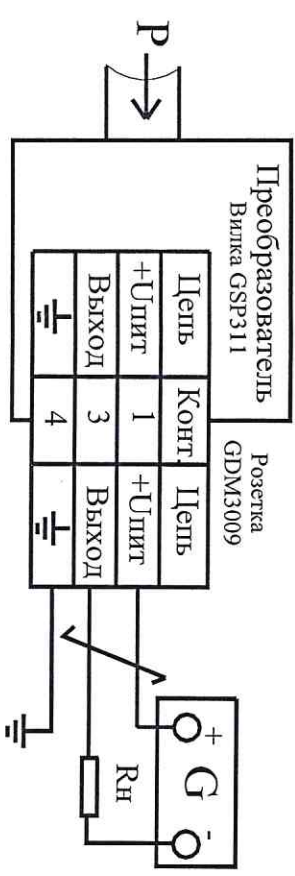 P
Преобразователь
Вилка GSP311
Розетка
GDM3009
Цепь Конт. Цепь
+Uпит 1 +Uпит
Выход 3 Выход
4
+ G -
Rн